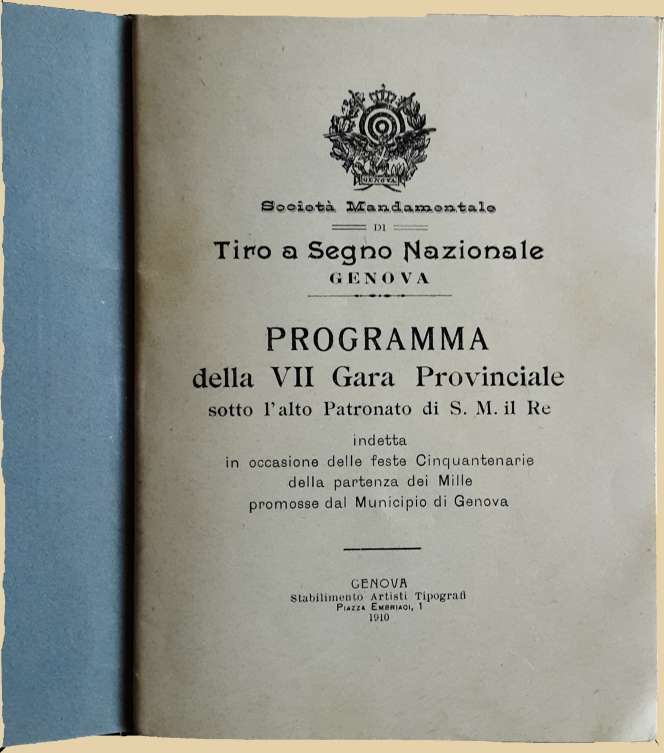 GENOVA
Società Mandamentale
DI
Tiro a Segno Nazionale
GENOVA
PROGRAMMA
della VII Gara Provinciale
sotto l'alto Patronato di S. M. il Re
indetta
in occasione delle feste Cinquantenarie
della partenza dei Mille
promosse dal Municipio di Genova
GENOVA
Stabilimento Artisti Tipografi
Piazza Embriaci, 1
1910